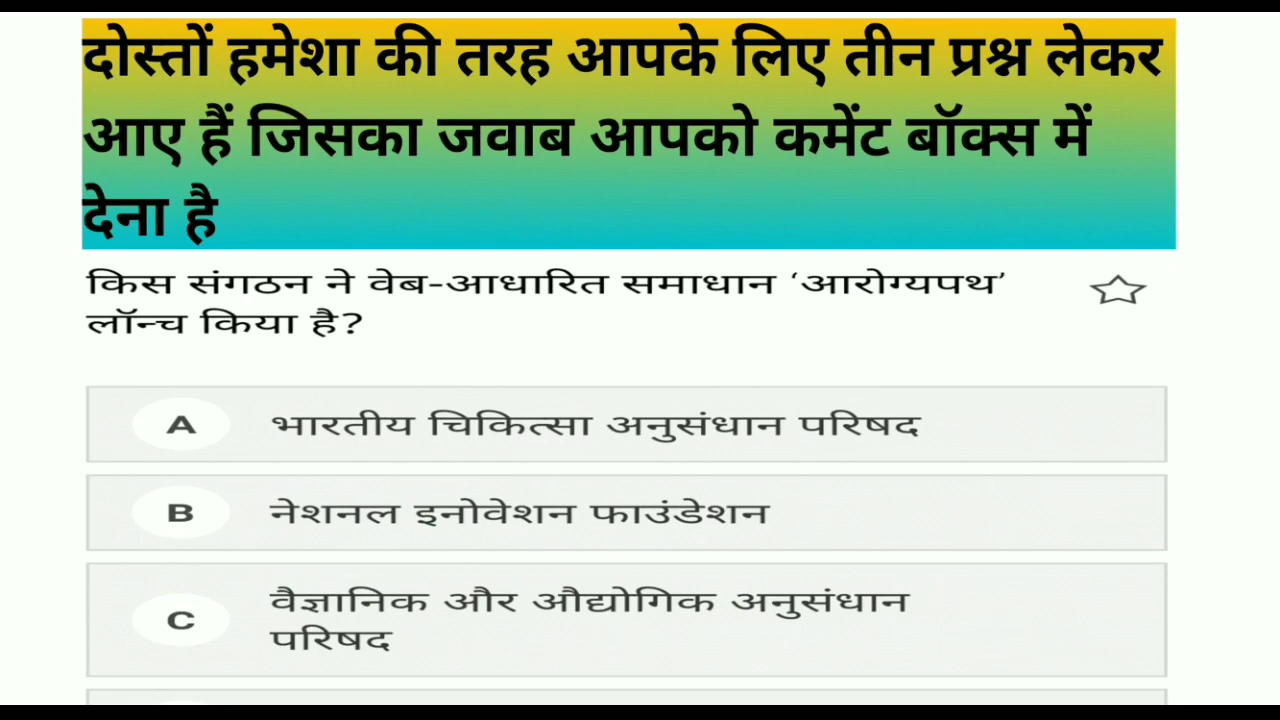 दोस्तों हमेशा की तरह आपके लिए तीन प्रश्न लेकर
आए हैं जिसका जवाब आपको कमेंट बॉक्स में
देना है
किस संगठन ने वेब-आधारित समाधान ‘आरोग्यपथ’
लॉन्च किया है?
A भारतीय चिकित्सा अनुसंधान परिषद
B नेशनल इनोवेशन फाउंडेशन
C वैज्ञानिक और औद्योगिक अनुसंधान
परिषद